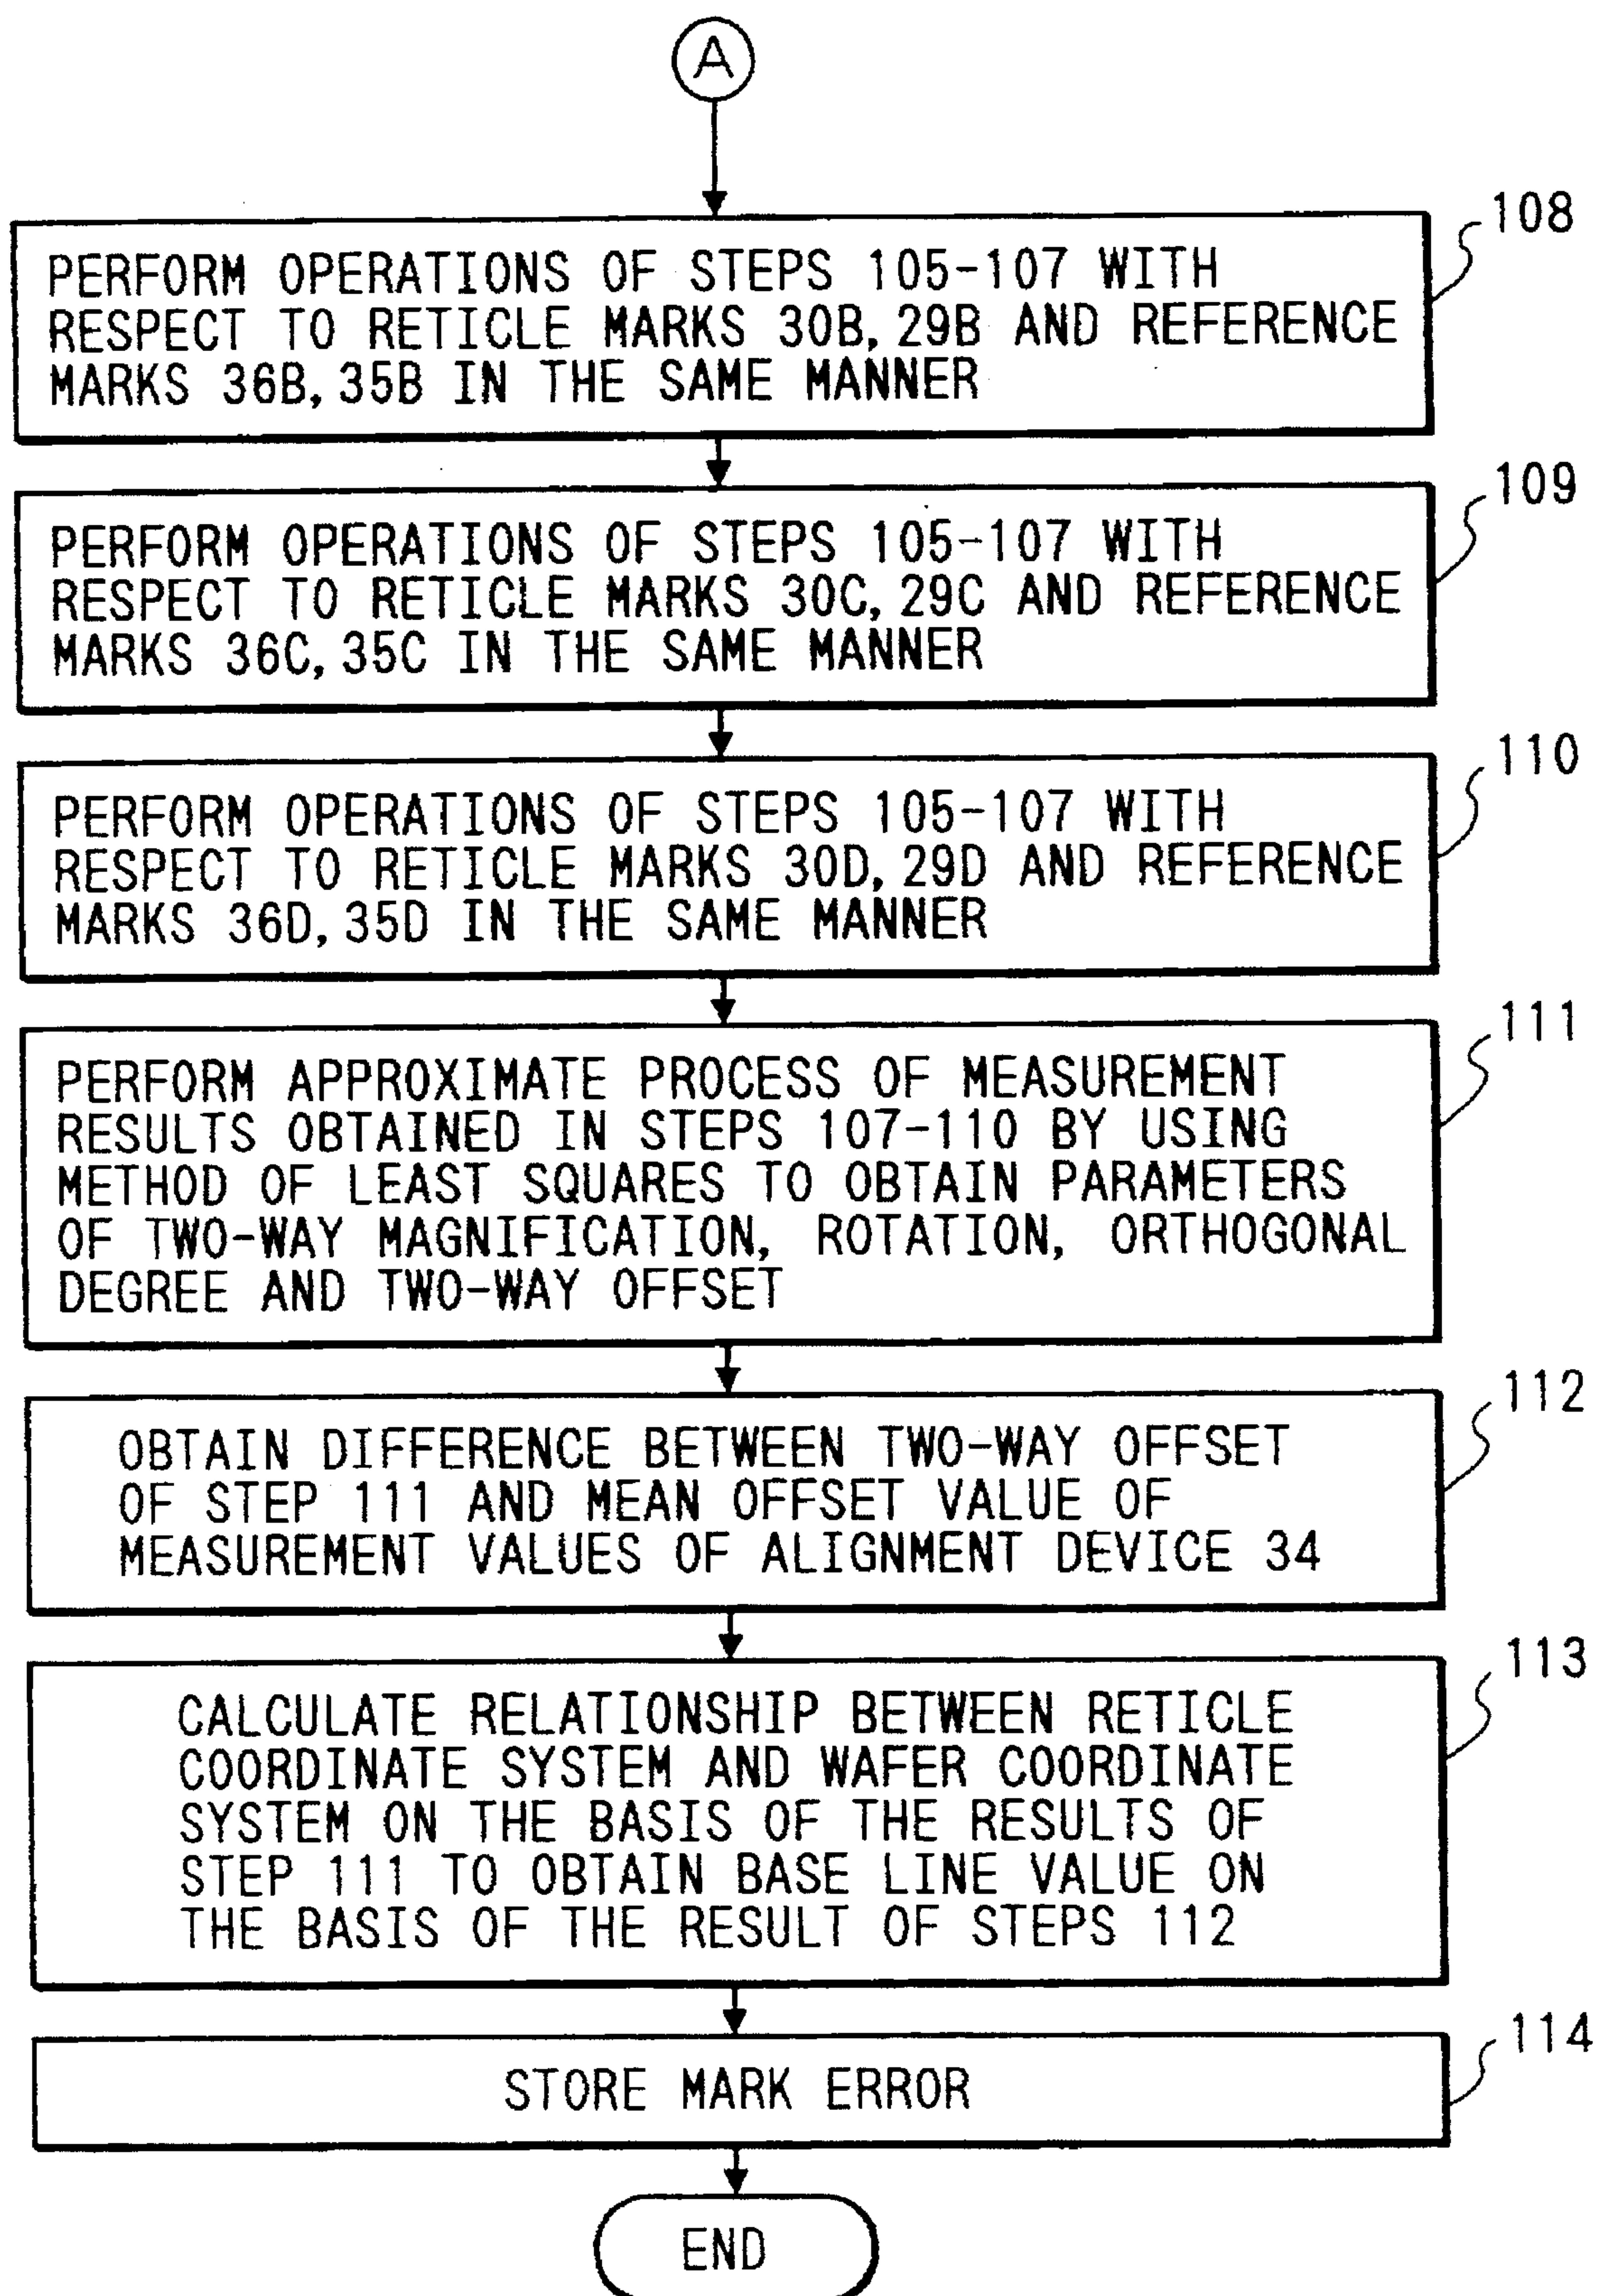 A
108
PERFORM OPERATIONS OF STEPS 105-107 WITH
RESPECT TO RETICLE MARKS 30B, 29B AND REFERENCE
MARKS 36B, 35B IN THE SAME MANNER
109
PERFORM OPERATIONS OF STEPS 105-107 WITH
RESPECT TO RETICLE MARKS 30C, 29C AND REFERENCE
MARKS 36C, 35C IN THE SAME MANNER
110
PERFORM OPERATIONS OF STEPS 105-107 WITH
RESPECT TO RETICLE MARKS 30D, 29D AND REFERENCE
MARKS 36D, 35D IN THE SAME MANNER
111
PERFORM APPROXIMATE PROCESS OF MEASUREMENT
RESULTS OBTAINED IN STEPS 107-110 BY USING
METHOD OF LEAST SQUARES TO OBTAIN PARAMETERS
OF TWO-WAY MAGNIFICATION, ROTATION, ORTHOGONAL
DEGREE AND TWO-WAY OFFSET
112
OBTAIN DIFFERENCE BETWEEN TWO-WAY OFFSET
OF STEP 111 AND MEAN OFFSET VALUE OF
MEASUREMENT VALUES OF ALIGNMENT DEVICE 34
113
CALCULATE RELATIONSHIP BETWEEN RETICLE
COORDINATE SYSTEM AND WAFER COORDINATE
SYSTEM ON THE BASIS OF THE RESULTS OF
STEP 111 TO OBTAIN BASE LINE VALUE ON
THE BASIS OF THE RESULT OF STEPS 112
114
STORE MARK ERROR
END